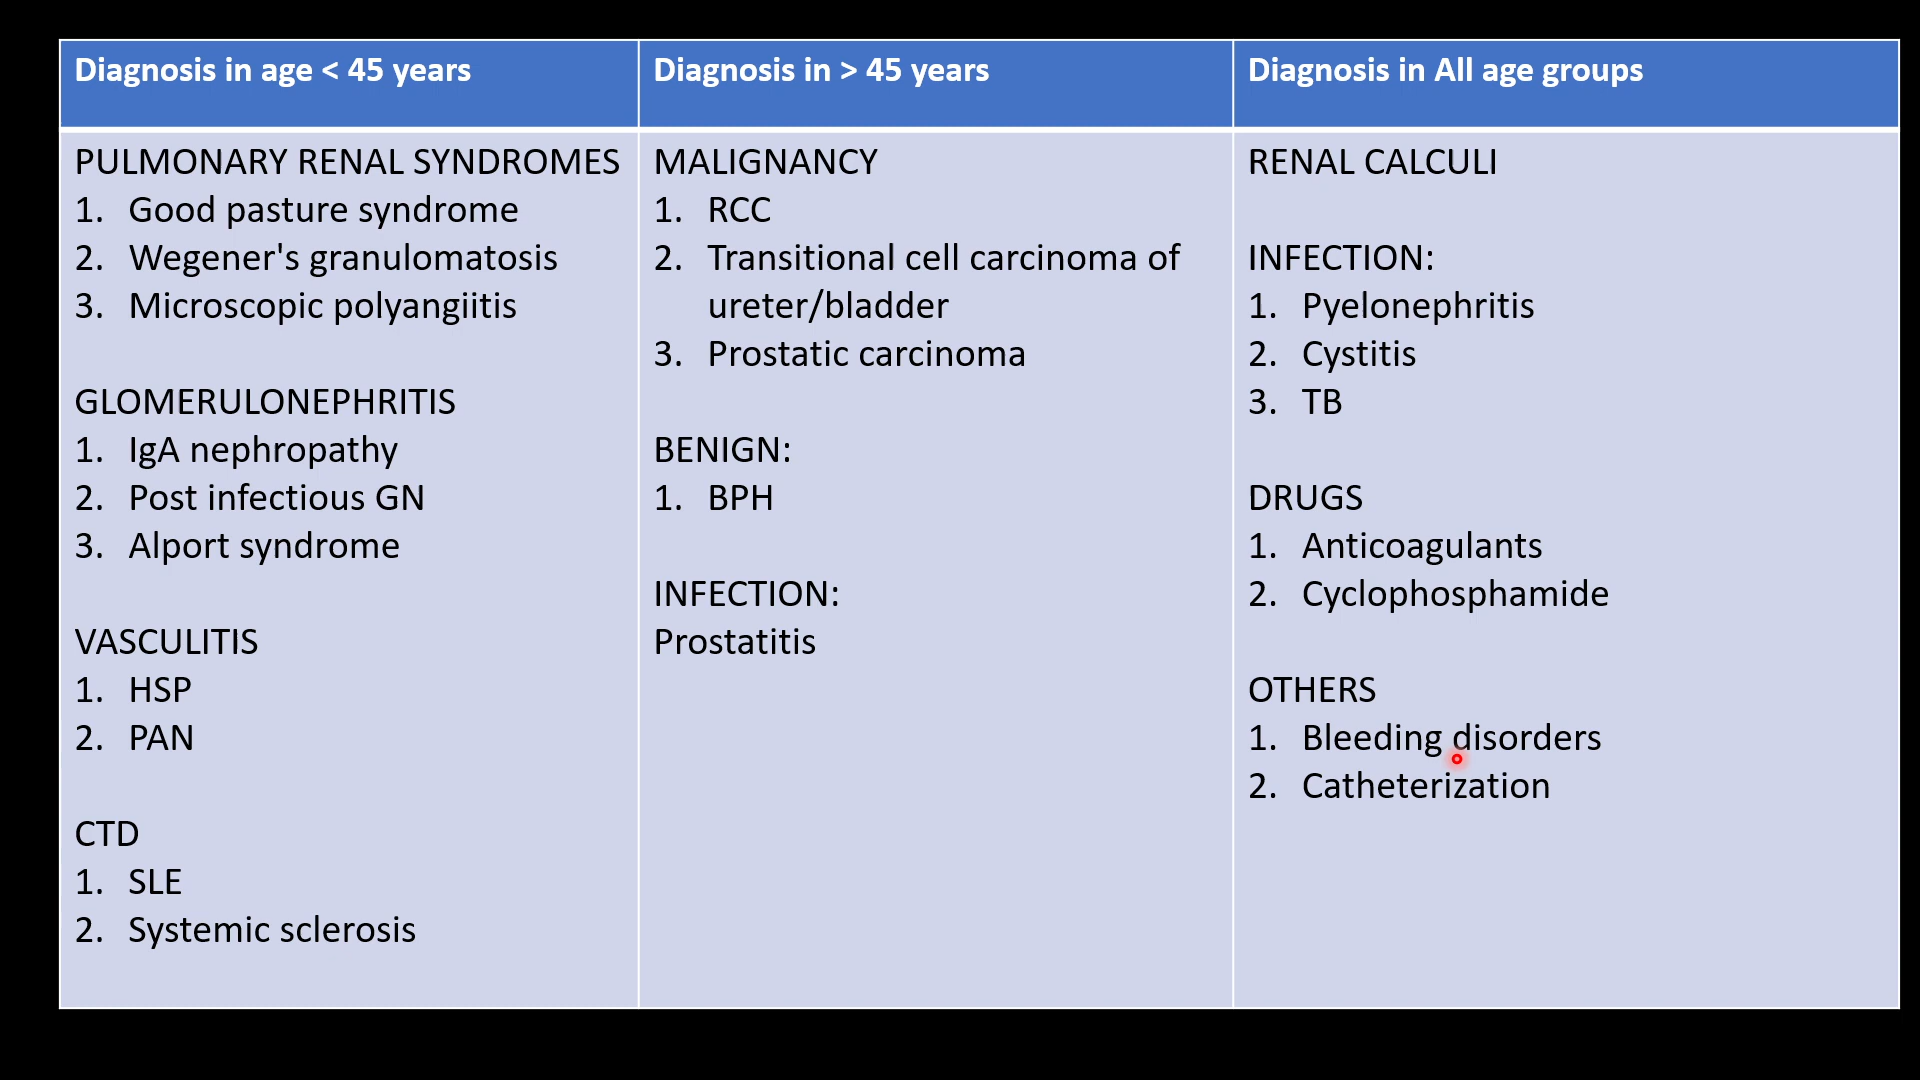 Diagnosis in age < 45 years
PULMONARY RENAL SYNDROMES
1. Good pasture syndrome
2. Wegener's granulomatosis
3. Microscopic polyangiitis
GLOMERULONEPHRITIS
1. IgA nephropathy
2. Post infectious GN
3. Alport syndrome
VASCULITIS
1. HSP
2. PAN
CTD
1. SLE
2. Systemic sclerosis
Diagnosis in > 45 years
MALIGNANCY
1. RCC
2. Transitional cell carcinoma of
ureter/bladder
3. Prostatic carcinoma
BENIGN:
1. BPH
INFECTION:
Prostatitis
Diagnosis in All age groups
RENAL CALCULI
INFECTION:
1. Pyelonephritis
2. Cystitis
3. TB
DRUGS
1. Anticoagulants
2. Cyclophosphamide
OTHERS
1. Bleeding disorders
2. Catheterization